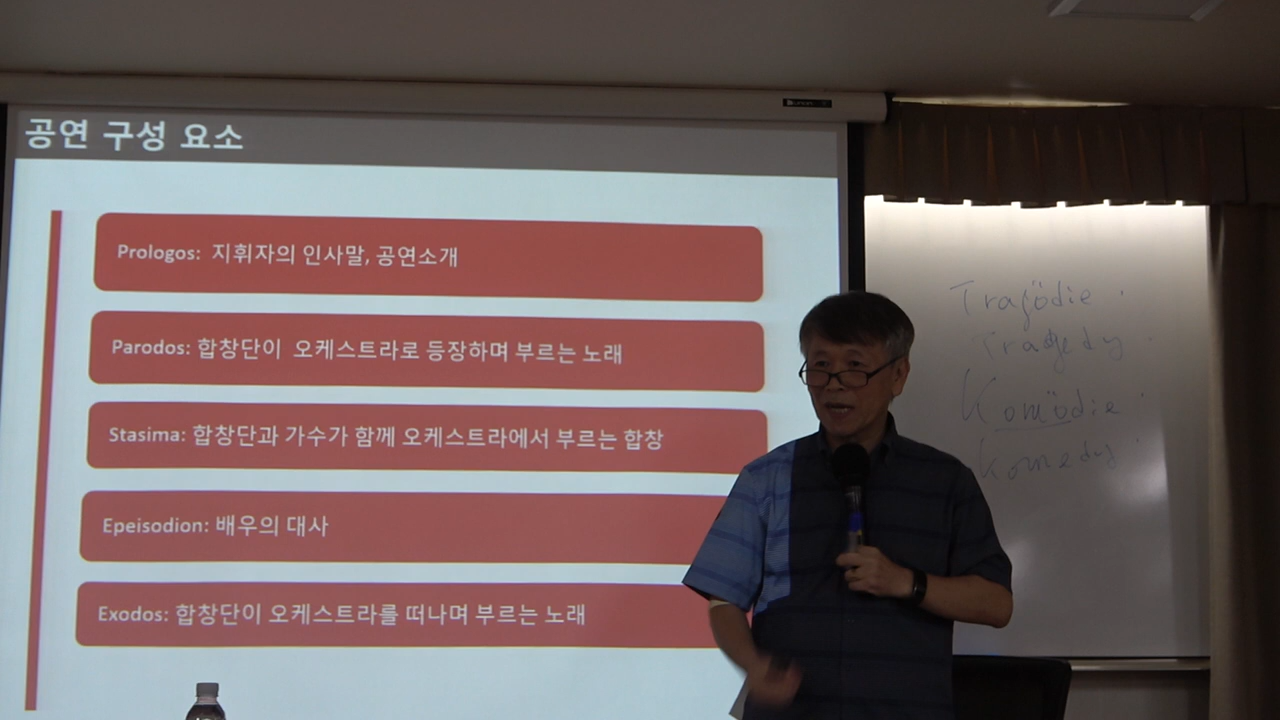 공연 구성 요소
Prologos: 지휘자의 인사말, 공연소개
Parodos: 합창단이 오케스트라로 등장하며 부르는 노래
Stasima: 합창단과 가수가 함께 오케스트라에서 부르는 합창
Epeisodion: 배우의 대사
Exodos: 합창단이 오케스트라를 떠나며 부르는 노래
Tragödie
Tragedy
Komödie
Komedy